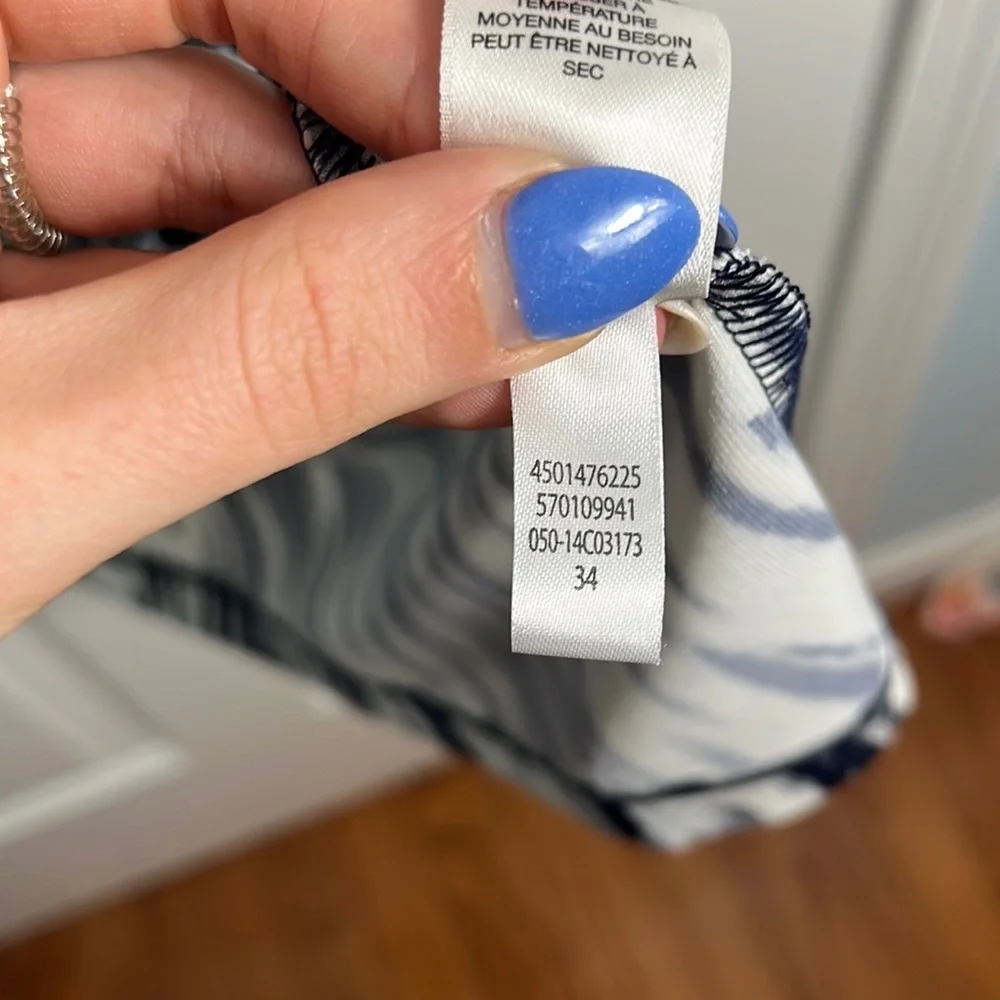 TEMPÉRATURE
MOYENNE AU BESOIN
PEUT ÊTRE NETTOYÉ À
SEC
4501476225
570109941
050-14C03173
34